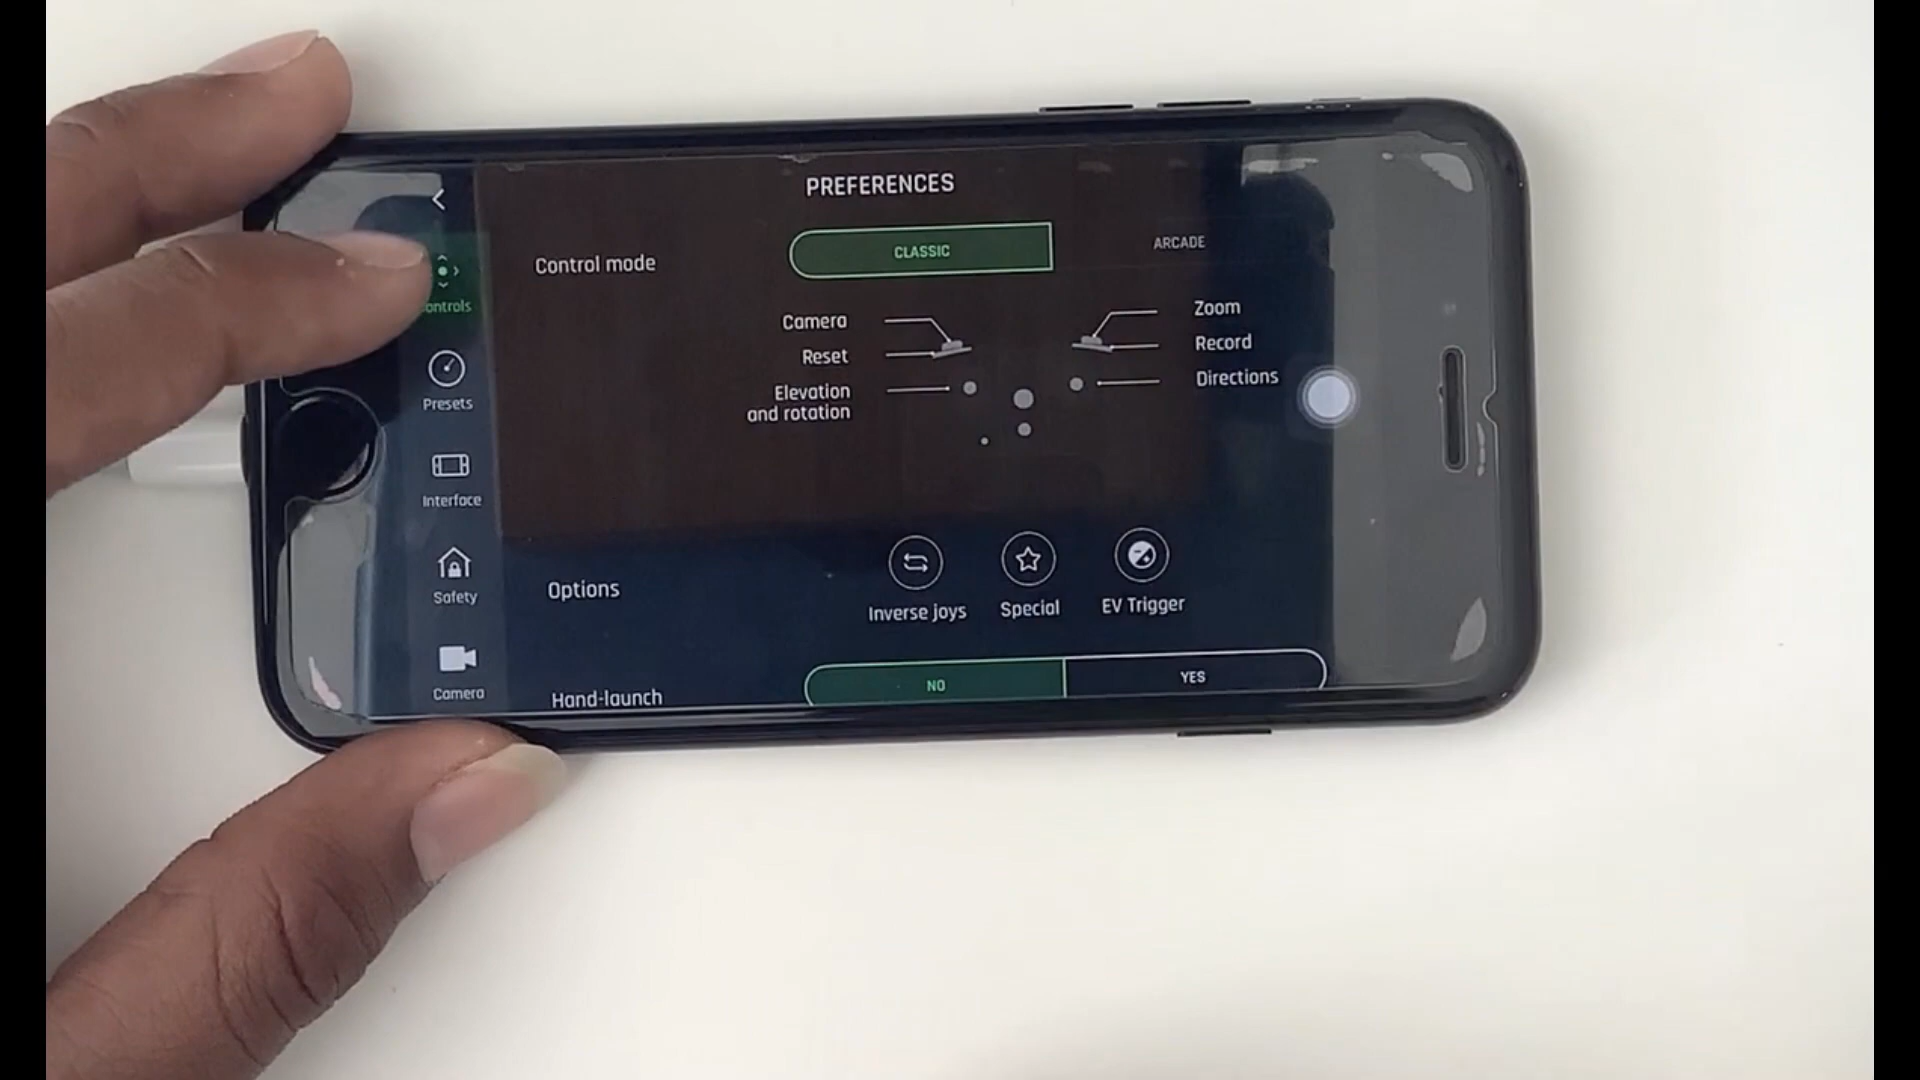 PREFERENCES
Control mode
CLASSIC
ARCADE
Camera
Reset
Elevation
and rotation
Zoom
Record
Directions
Options
Inverse joys
Special
EV Trigger
Hand-launch
NO
YES
ontrols
Presets
Interface
Safety
Camera